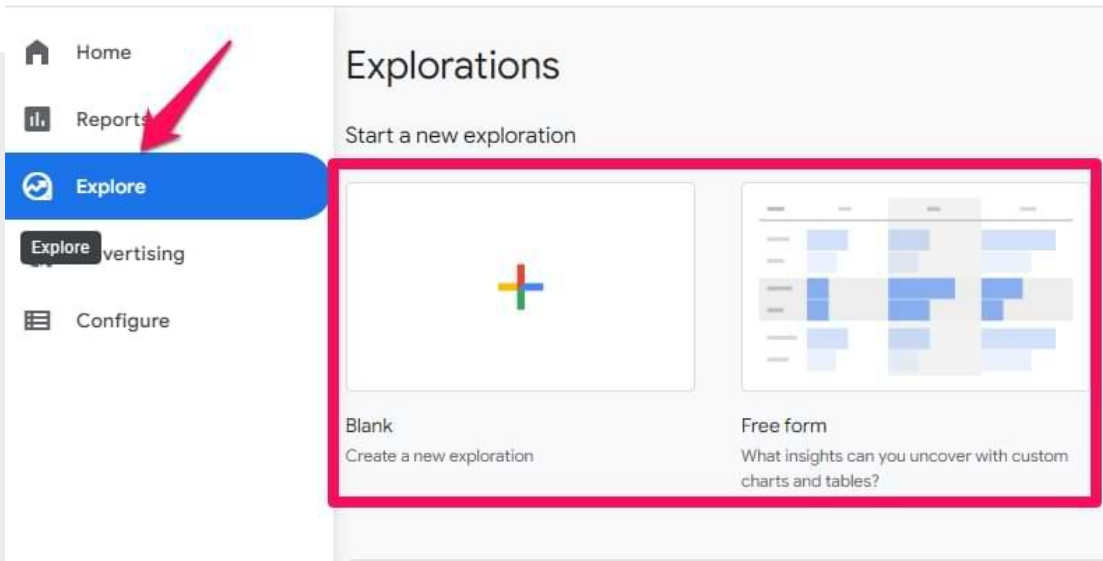 Home
Reports
Explore
Explore
vertising
Configure
Explorations
Start a new exploration
Blank
Create a new exploration
Free form
What insights can you uncover with custom
charts and tables?